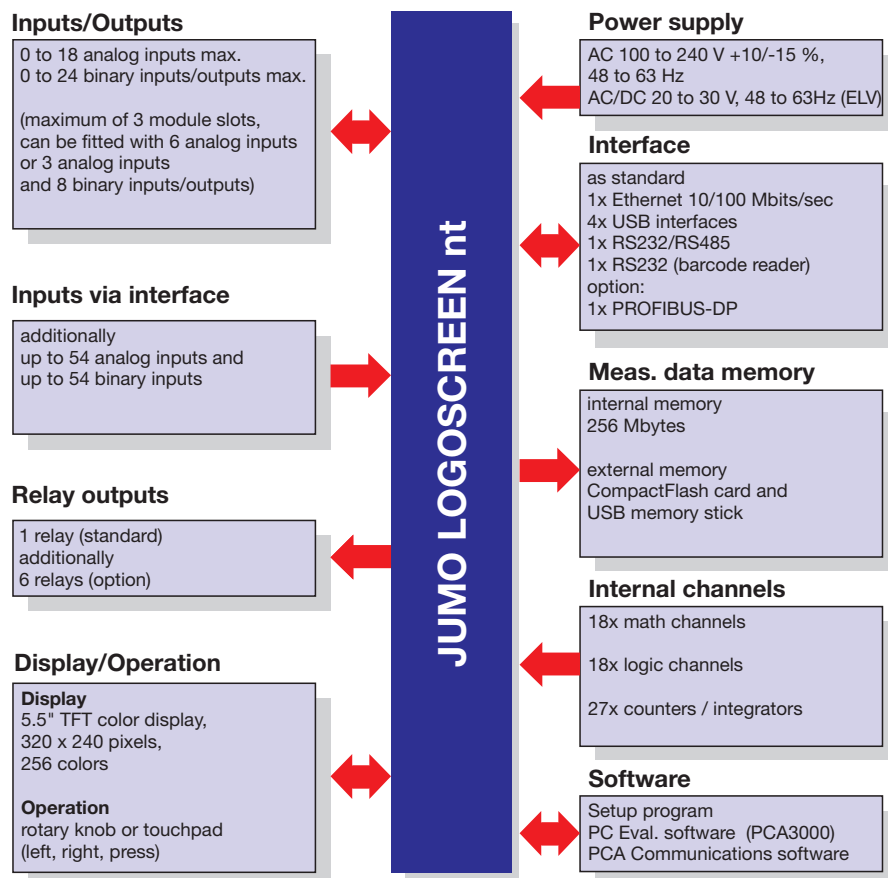 Inputs/Outputs
0 to 18 analog inputs max.
0 to 24 binary inputs/outputs max.
(maximum of 3 module slots,
can be fitted with 6 analog inputs
or 3 analog inputs
and 8 binary inputs/outputs)
Inputs via interface
additionally
up to 54 analog inputs and
up to 54 binary inputs
Relay outputs
1 relay (standard)
additionally
6 relays (option)
Display/Operation
Display
5.5" TFT color display,
320 x 240 pixels,
256 colors
Operation
rotary knob or touchpad
(left, right, press)
JUMO LOGOSCREEN nt
Power supply
AC 100 to 240 V +10/-15 %,
48 to 63 Hz
AC/DC 20 to 30 V, 48 to 63Hz (ELV)
Interface
as standard
1x Ethernet 10/100 Mbits/sec
4x USB interfaces
1x RS232/RS485
1x RS232 (barcode reader)
option:
1x PROFIBUS-DP
Meas. data memory
internal memory
256 Mbytes
external memory
CompactFlash card and
USB memory stick
Internal channels
18x math channels
18x logic channels
27x counters / integrators
Software
Setup program
PC Eval. software (PCA3000)
PCA Communications software